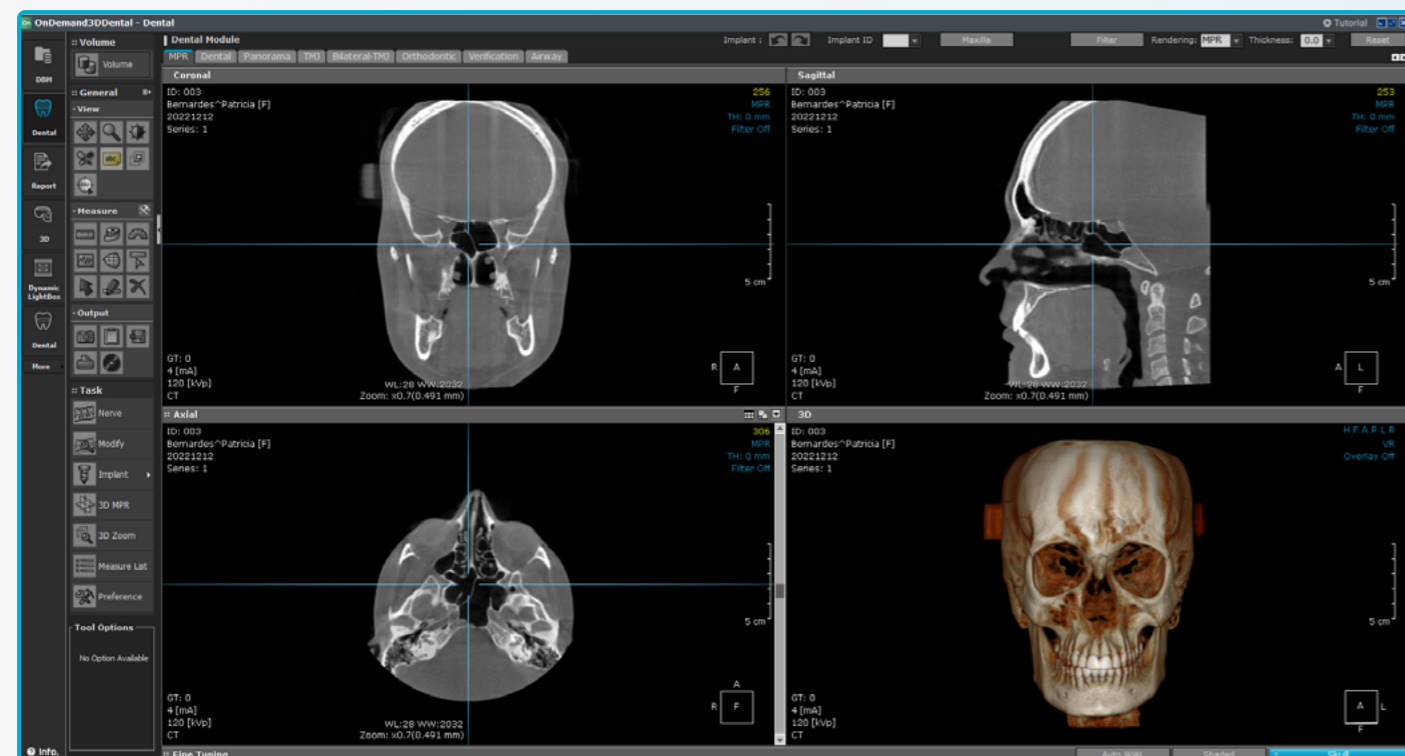 OnDemand3DDental - Dental
Tutorial
DBM
Dental
Report
3D
Dynamic
LightBox
Dental
More
Info.
:: Volume
Volume
:: General
- View
abc
- Measure
- Output
:: Task
Nerve
Modify
Implant
3D MPR
3D Zoom
Measure List
Preference
Tool Options
No Option Available
Dental Module
Implant :
Implant ID
Maxilla
Filter
Rendering: MPR
Thickness: 0.0
Reset
MPR Dental Panorama TMJ Bilateral-TMJ Orthodontic Verification Airway
Coronal
ID: 003
Bernardes^Patricia [F]
20221212
Series: 1
256
MPR
TH: 0 mm
Filter Off
5 cm
GT: 0
4 [mA]
120 [kVp]
CT
WL:28 WW:2032
Zoom: x0.7(0.491 mm)
R A
F
Sagittal
ID: 003
Bernardes^Patricia [F]
20221212
Series: 1
253
MPR
TH: 0 mm
Filter Off
5 cm
GT: 0
4 [mA]
120 [kVp]
CT
WL:28 WW:2032
Zoom: x0.7(0.491 mm)
A L
F
:: Axial
ID: 003
Bernardes^Patricia [F]
20221212
Series: 1
306
MPR
TH: 0 mm
Filter Off
5 cm
GT: 0
4 [mA]
120 [kVp]
CT
WL:28 WW:2032
Zoom: x0.7(0.491 mm)
A
R F
3D
ID: 003
Bernardes^Patricia [F]
20221212
Series: 1
H F A P L R
VR
Overlay Off
5 cm
GT: 0
4 [mA]
120 [kVp]
CT
A L
F
:: Fine Tuning
Auto W/WL
Shaded
Skull